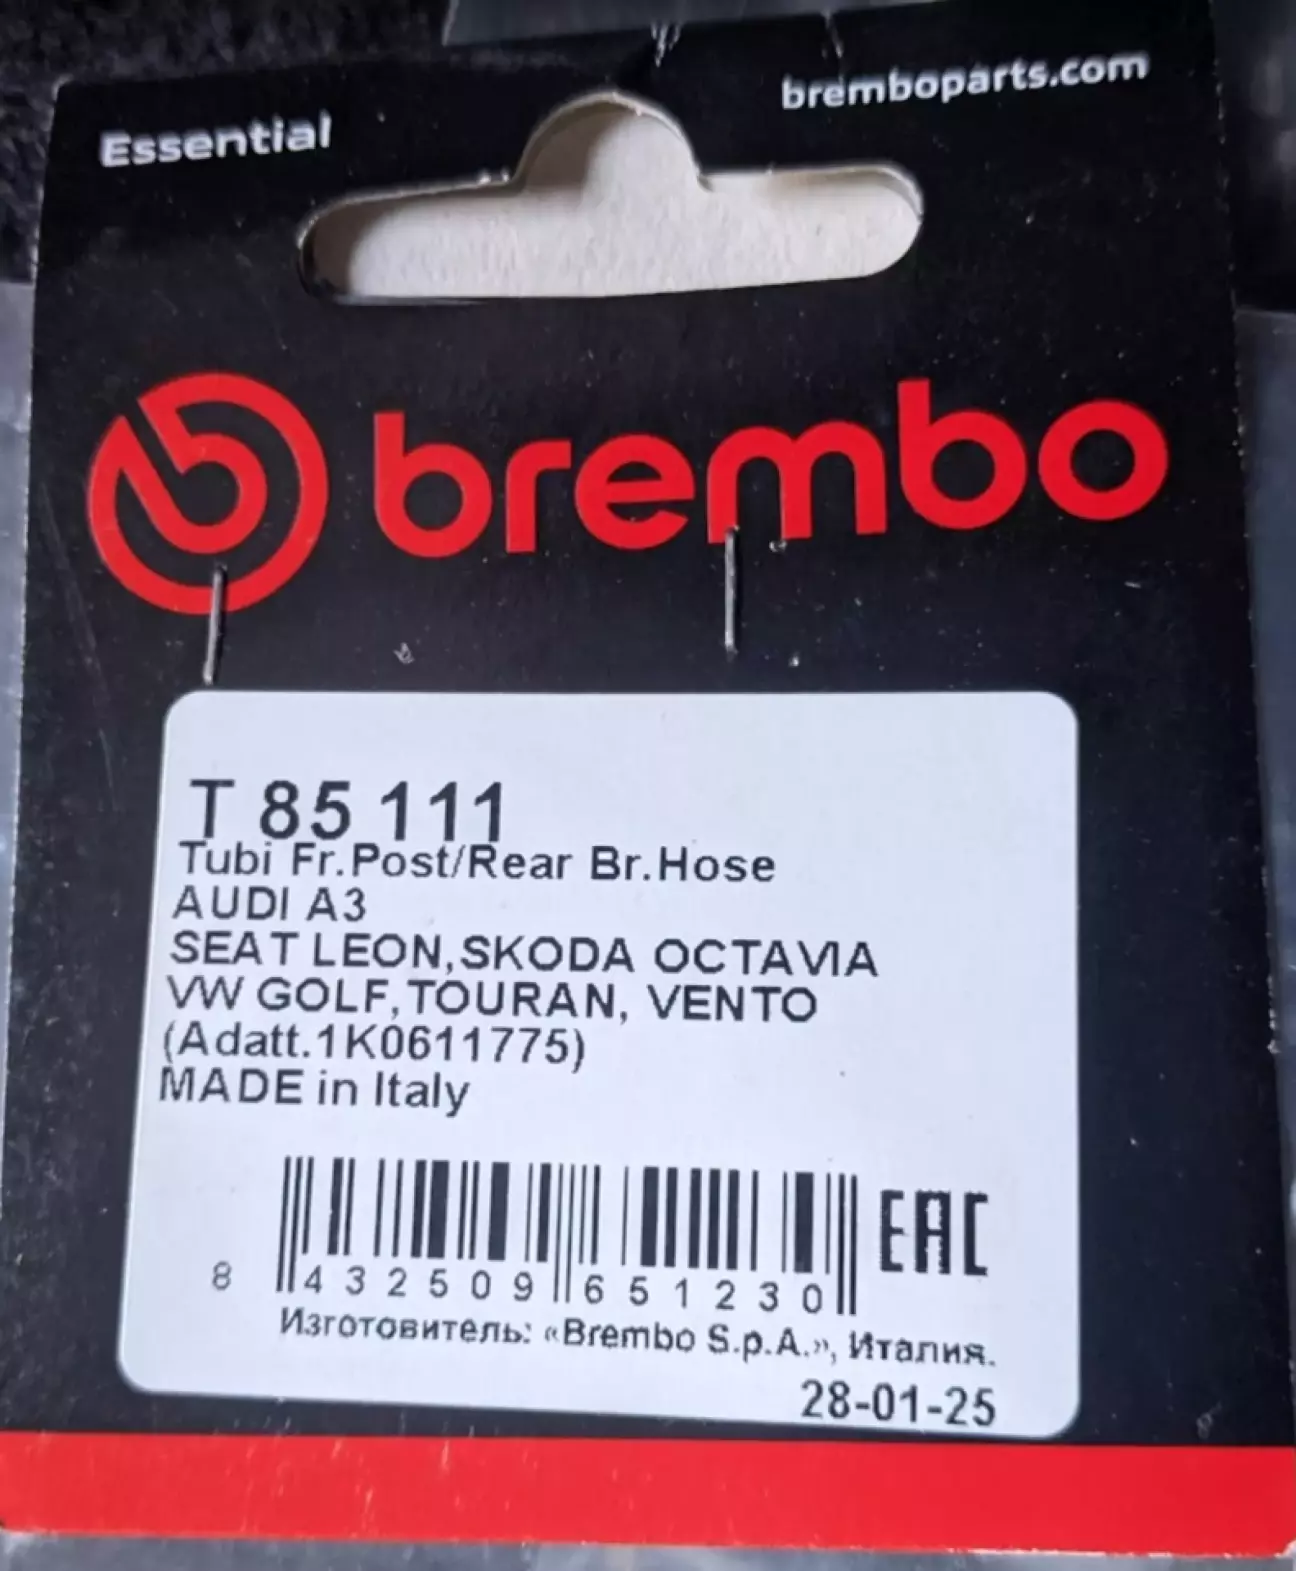 Essential
bremboparts.com
brembo
T 85 111
Tubi Fr.Post/Rear Br.Hose
AUDI A3
SEAT LEON,SKODA OCTAVIA
VW GOLF,TOURAN, VENTO
(Adatt.1K0611775)
MADE in Italy
EAC
8 432509 651230
Изготовитель: «Brembo S.p.A.», Италия.
28-01-25